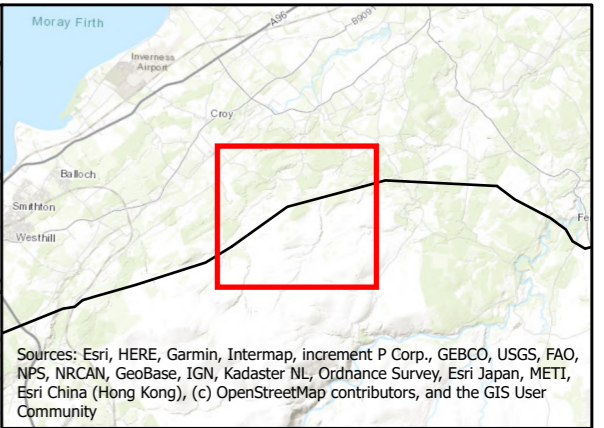 Moray Firth
A96
B9091
Inverness
Airport
Croy
Balloch
Smithton
Westhill
Fe
Sources: Esri, HERE, Garmin, Intermap, increment P Corp., GEBCO, USGS, FAO,
NPS, NRCAN, GeoBase, IGN, Kadaster NL, Ordnance Survey, Esri Japan, METI,
Esri China (Hong Kong), (c) OpenStreetMap contributors, and the GIS User
Community